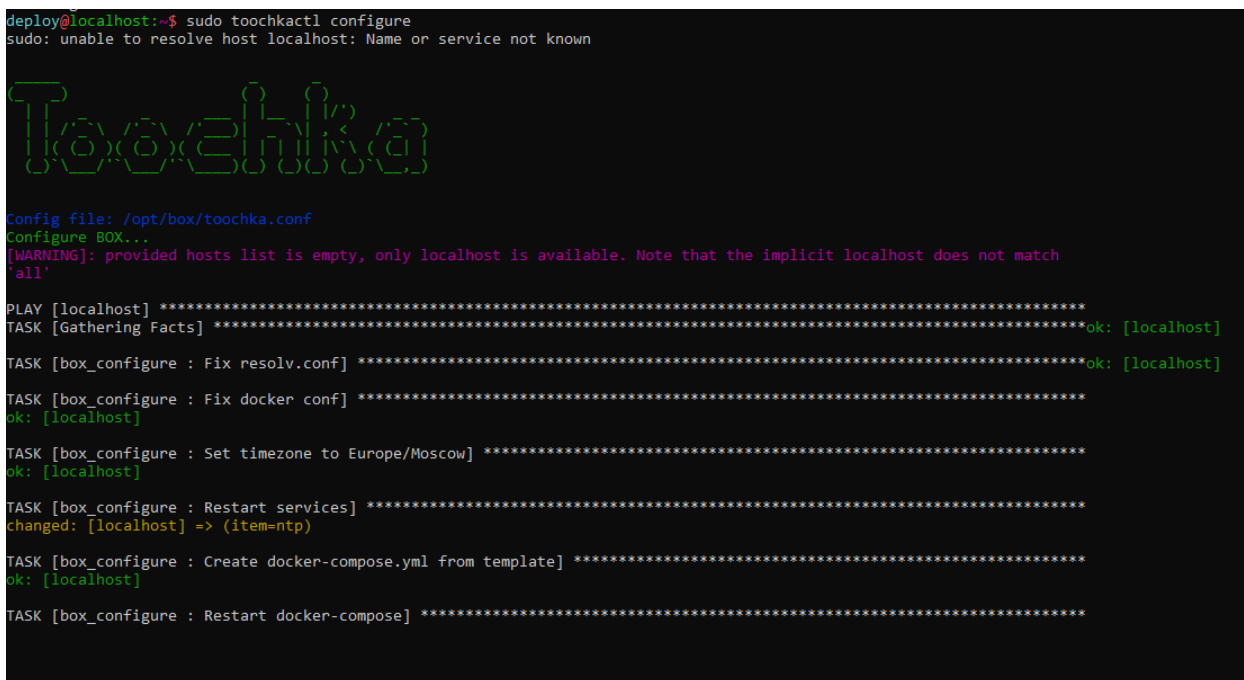 deploy@localhost:~$ sudo toochkactl configure
sudo: unable to resolve host localhost: Name or service not known
Toochka
Config file: /opt/box/toochka.conf
Configure BOX...
[WARNING]: provided hosts list is empty, only localhost is available. Note that the implicit localhost does not match
'all'
PLAY [localhost] *******************************************************************************************************
TASK [Gathering Facts] *************************************************************************************************ok: [localhost]
TASK [box_configure : Fix resolv.conf] *********************************************************************************ok: [localhost]
TASK [box_configure : Fix docker conf] *********************************************************************************
ok: [localhost]
TASK [box_configure : Set timezone to Europe/Moscow] *******************************************************************
ok: [localhost]
TASK [box_configure : Restart services] ********************************************************************************
changed: [localhost] => (item=ntp)
TASK [box_configure : Create docker-compose.yml from template] *********************************************************
ok: [localhost]
TASK [box_configure : Restart docker-compose] **************************************************************************